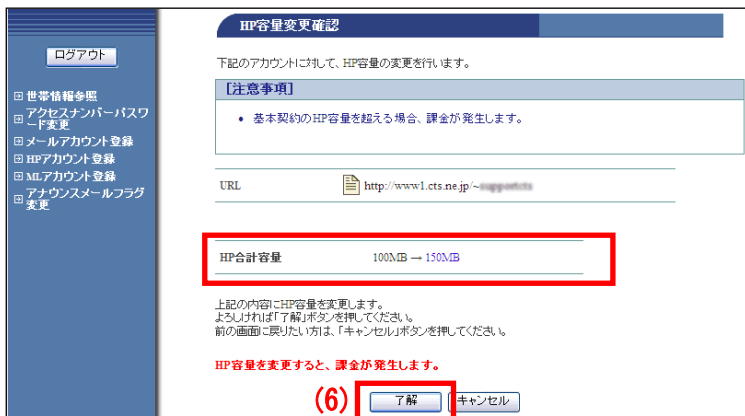 HP容量変更確認
ログアウト
下記のアカウントに対して、HP容量の変更を行います。
[注意事項]
• 基本契約のHP容量を超える場合、課金が発生します。
世帯情報参照
アクセスナンバーパスワ
ード変更
メールアカウント登録
HPアカウント登録
MLアカウント登録
アナウンスメールフラグ
変更
URL http://www1.cts.ne.jp/~
HP合計容量 100MB → 150MB
上記の内容にHP容量を変更します。
よろしければ「了解」ボタンを押してください。
前の画面に戻りたい方は、「キャンセル」ボタンを押してください。
HP容量を変更すると、課金が発生します。
(6) 了解 キャンセル